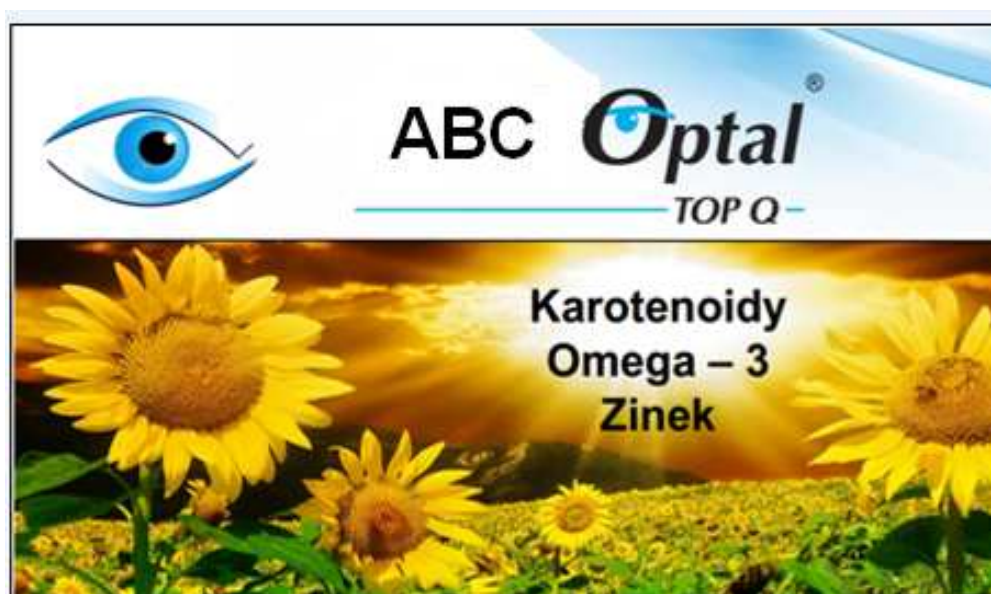 ABC Optal®
TOP Q
Karotenoidy
Omega – 3
Zinek